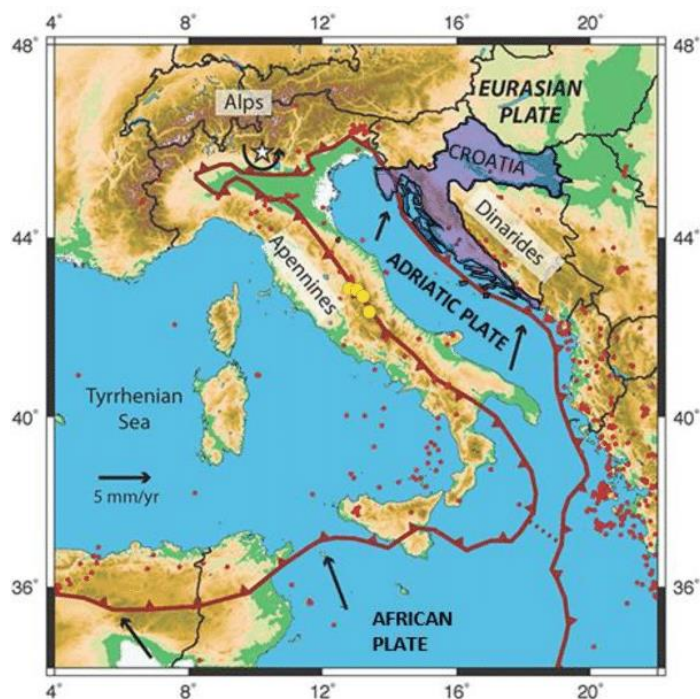 4° 8° 12° 16° 20°
48°
44°
40°
36°
48°
44°
40°
36°
Alps
EURASIAN
PLATE
CROATIA
Dinarides
Apennines
ADRIATIC PLATE
Tyrrhenian
Sea
5 mm/yr
AFRICAN
PLATE
4° 8° 12° 16° 20°